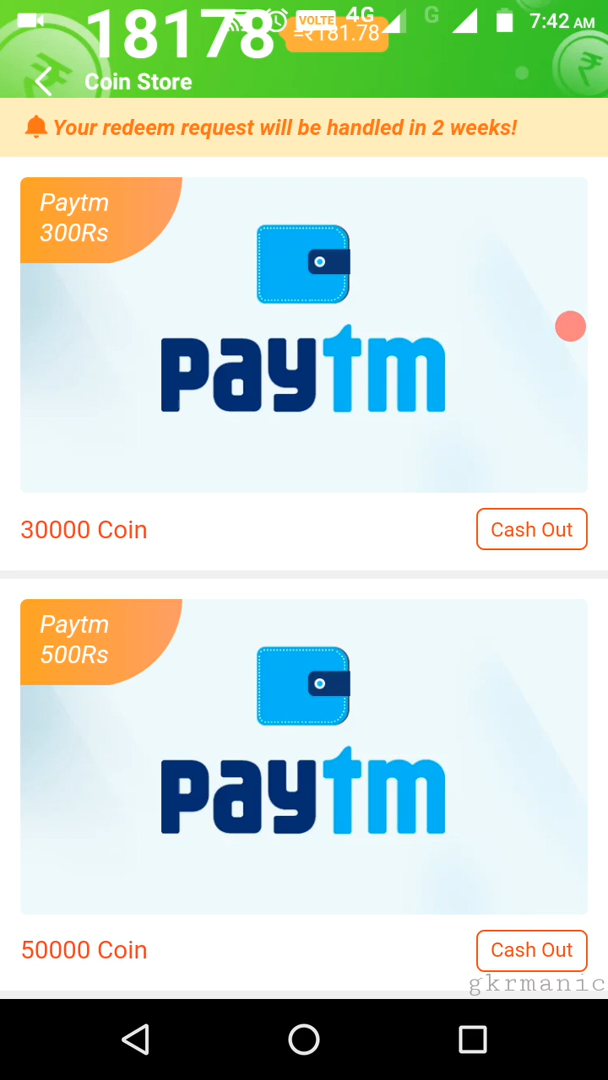 18178
=₹181.78
VOLTE
4G
G
7:42 AM
Coin Store
Your redeem request will be handled in 2 weeks!
Paytm
300Rs
paytm
30000 Coin
Cash Out
Paytm
500Rs
paytm
50000 Coin
Cash Out
gkrmanic